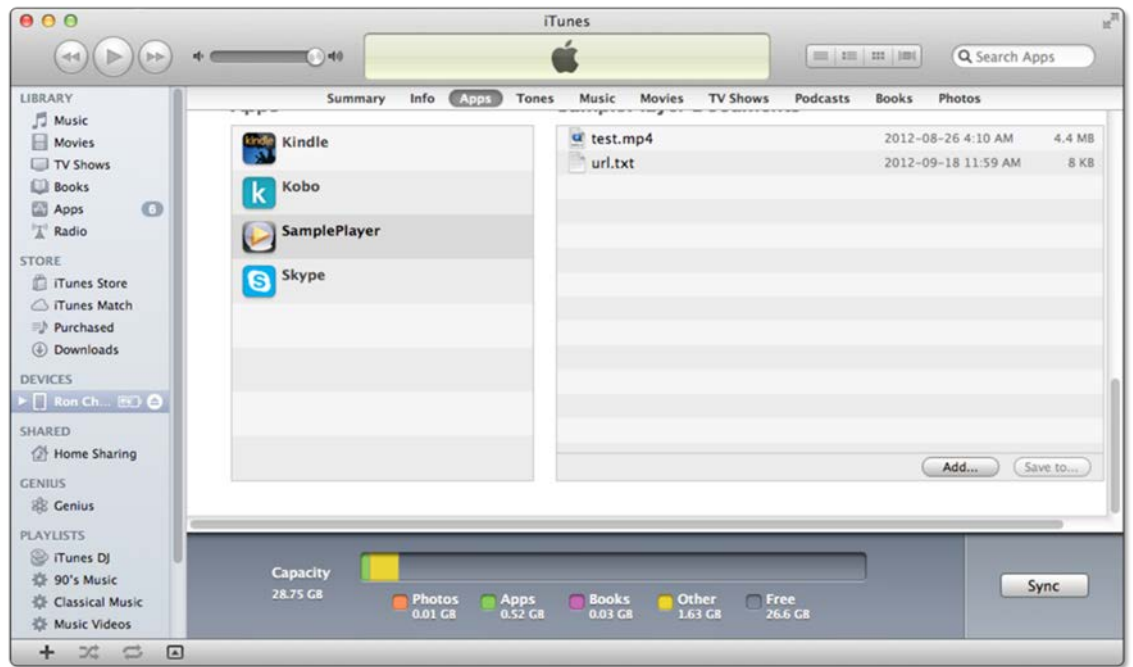 iTunes
Search Apps
Summary Info Apps Tones Music Movies TV Shows Podcasts Books Photos
LIBRARY
Music
Movies
TV Shows
Books
Apps 6
Radio
STORE
iTunes Store
iTunes Match
Purchased
Downloads
DEVICES
Ron Ch...
SHARED
Home Sharing
GENIUS
Genius
PLAYLISTS
iTunes DJ
90's Music
Classical Music
Music Videos
Apps
kindle
Kindle
k
Kobo
SamplePlayer
S
Skype
SamplePlayer Documents
test.mp4 2012-08-26 4:10 AM 4.4 MB
url.txt 2012-09-18 11:59 AM 8 KB
Add... Save to...
Capacity
28.75 GB
Photos Apps Books Other Free
0.01 GB 0.52 GB 0.03 GB 1.63 GB 26.6 GB
Sync